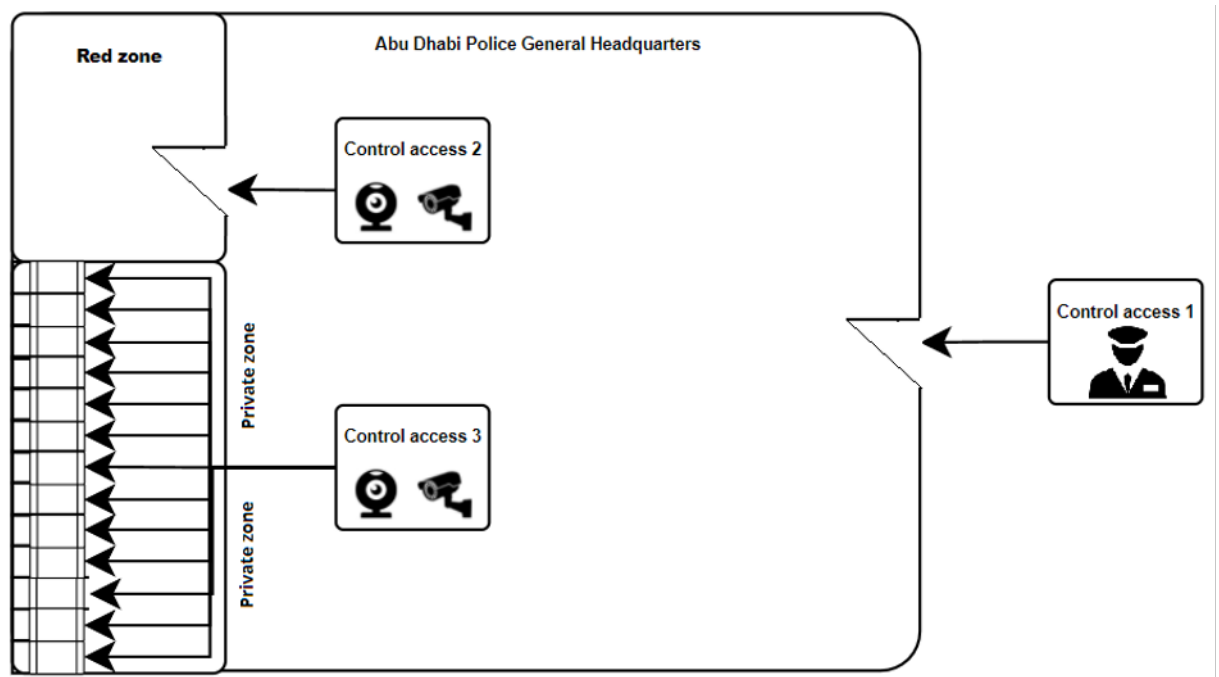 Red zone
Abu Dhabi Police General Headquarters
Control access 2
Control access 1
Private zone
Control access 3
Private zone